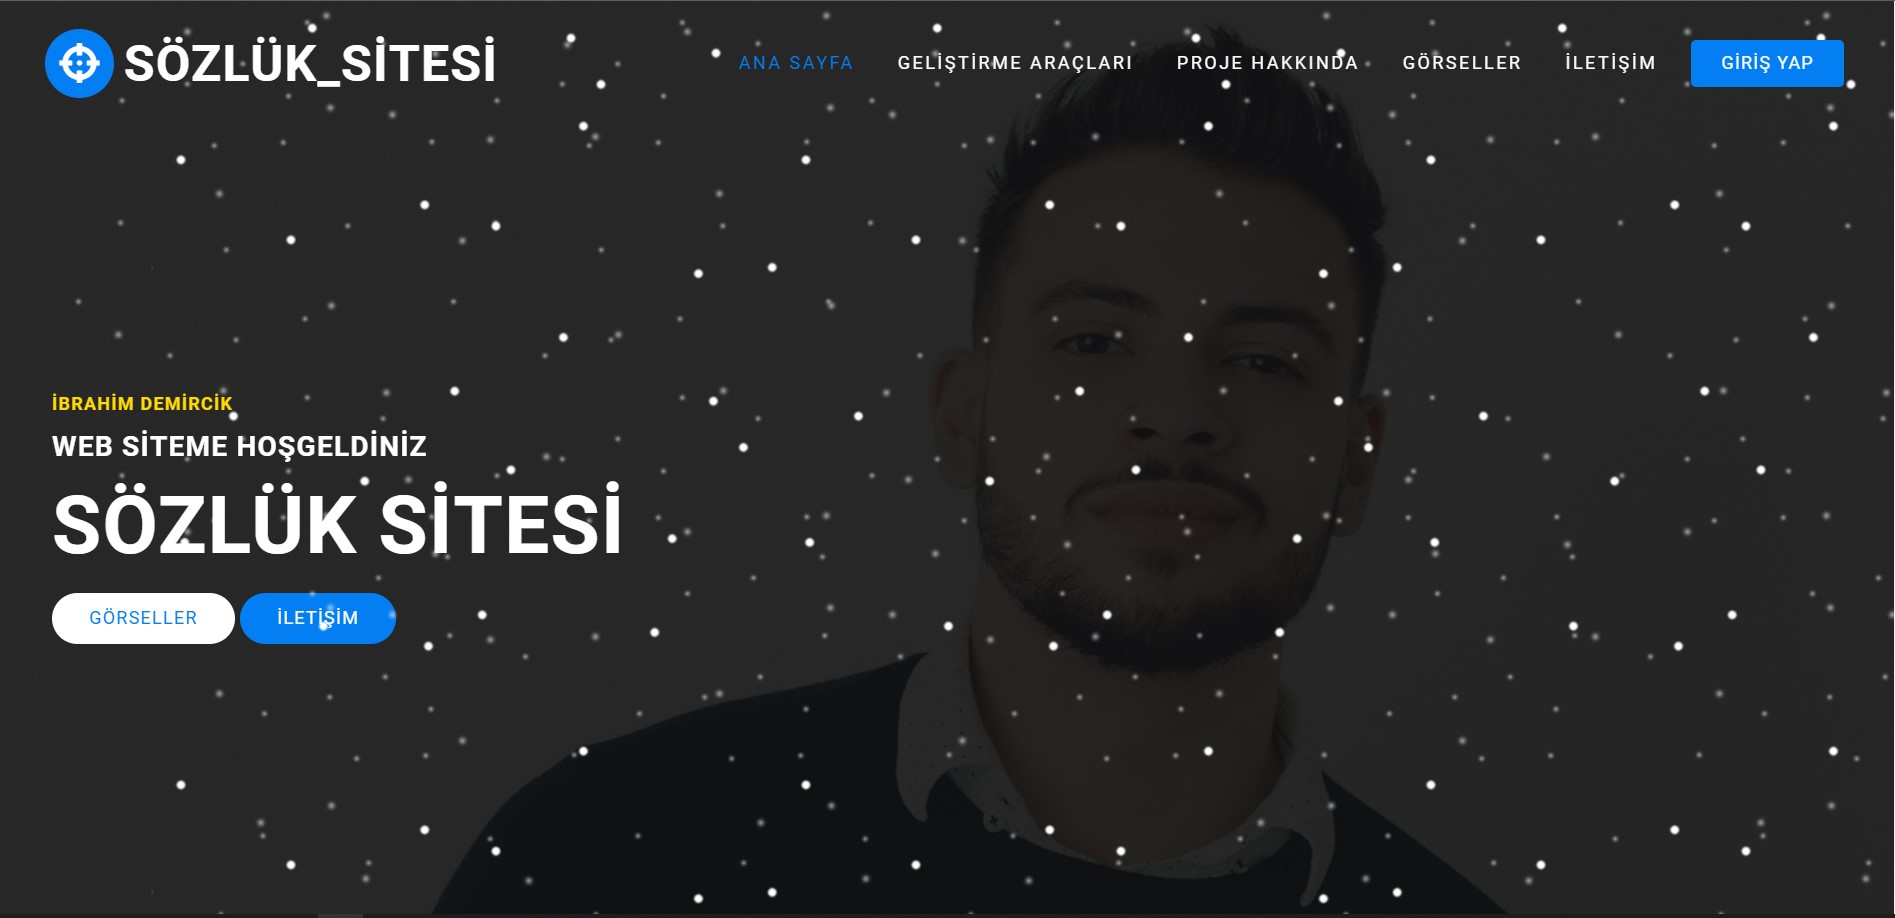 SÖZLÜK_SİTESİ
ANA SAYFA
GELİŞTİRME ARAÇLARI
PROJE HAKKINDA
GÖRSELLER
İLETİŞİM
GİRİŞ YAP
İBRAHİM DEMİRCİK
WEB SİTEME HOŞGELDİNİZ
SÖZLÜK SİTESİ
GÖRSELLER
İLETİŞİM